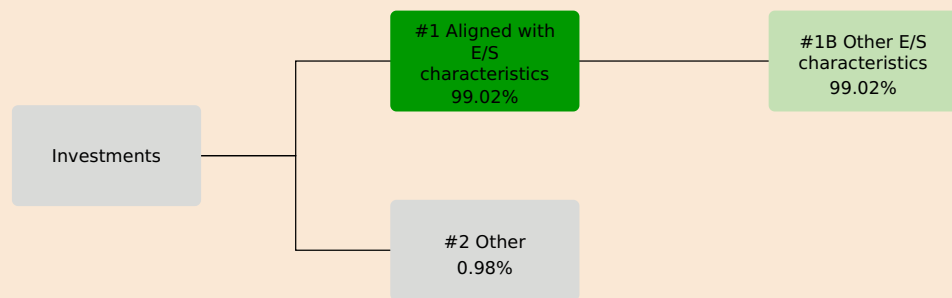 Investments
#1 Aligned with
E/S
characteristics
99.02%
#1B Other E/S
characteristics
99.02%
#2 Other
0.98%